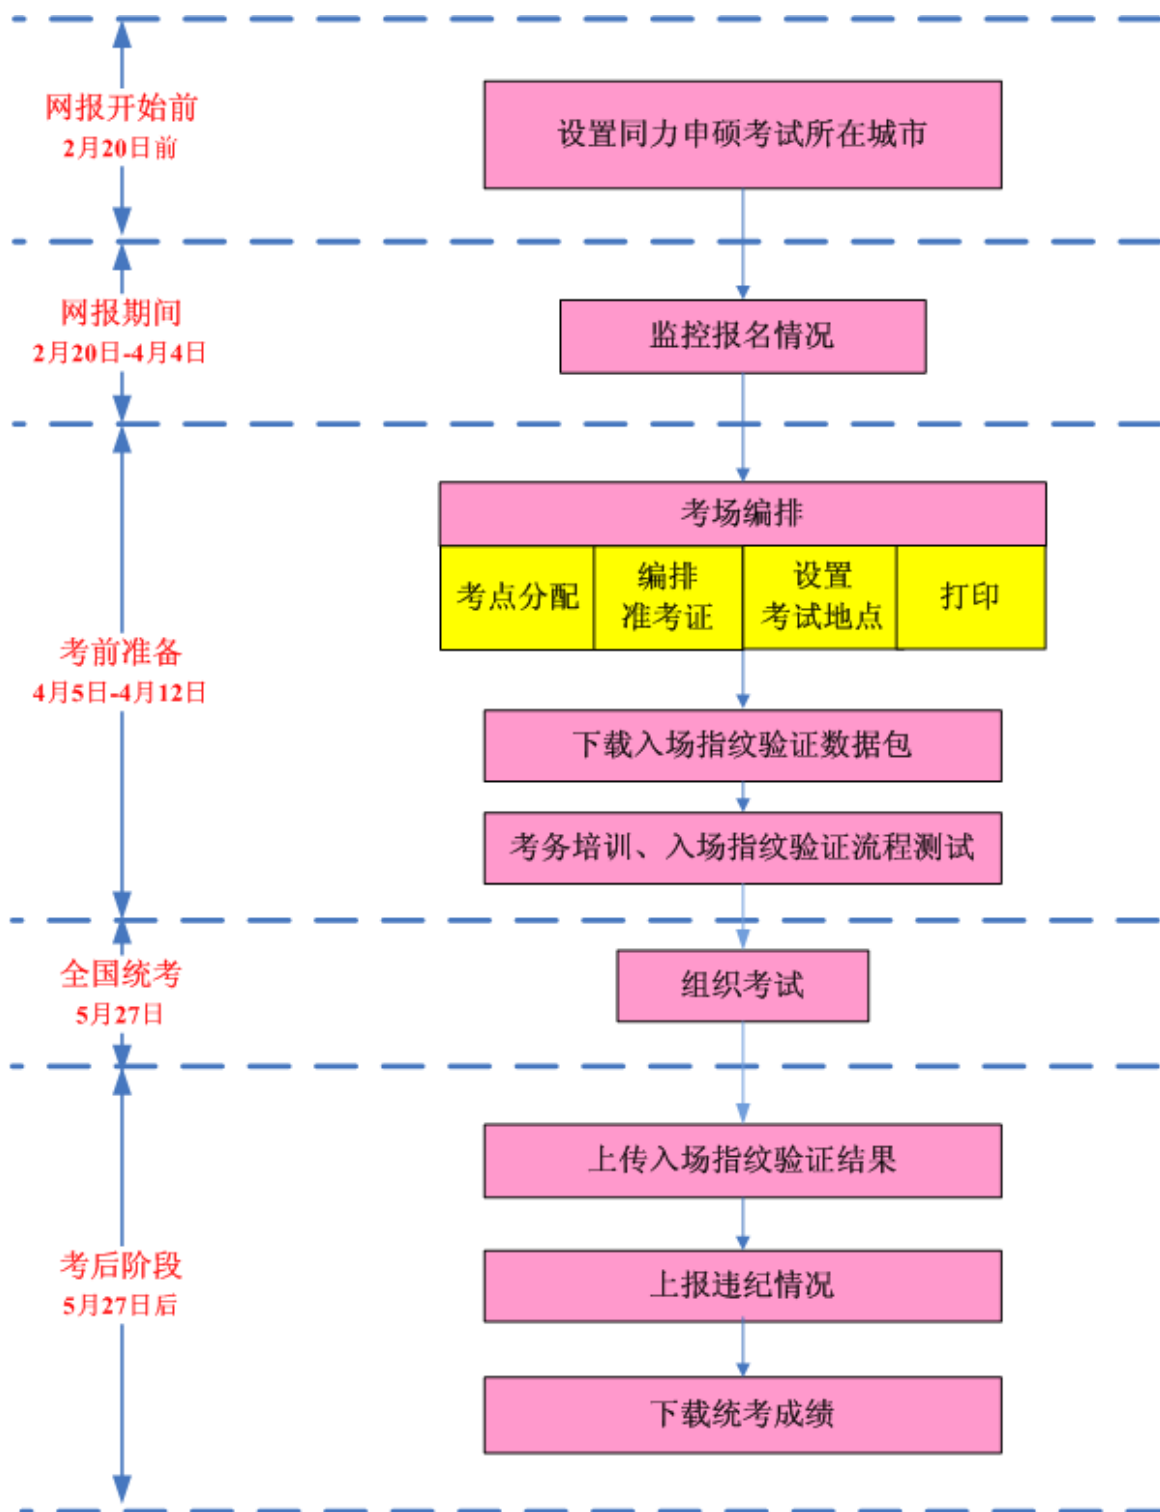 网报开始前
2月20日前
设置同力申硕考试所在城市
网报期间
2月20日-4月4日
监控报名情况
考前准备
4月5日-4月12日
考场编排
考点分配
编排
准考证
设置
考试地点
打印
下载入场指纹验证数据包
考务培训、入场指纹验证流程测试
全国统考
5月27日
组织考试
考后阶段
5月27日后
上传入场指纹验证结果
上报违纪情况
下载统考成绩